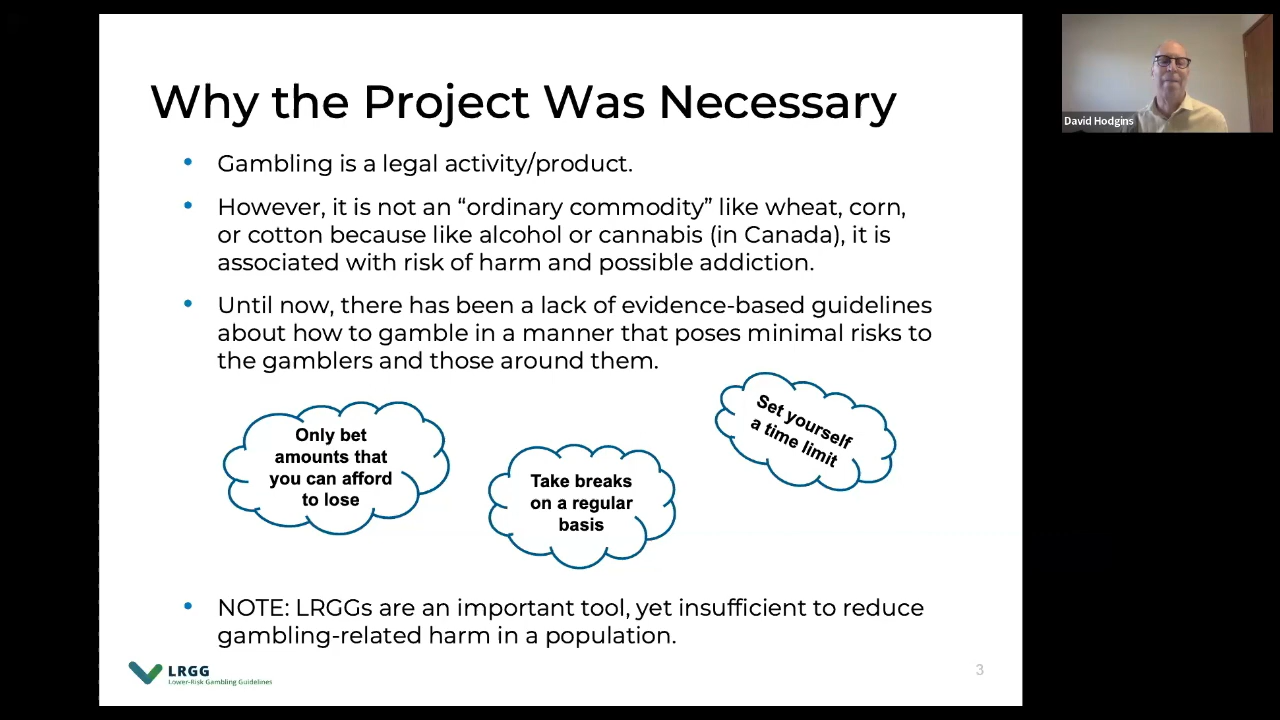 Why the Project Was Necessary
• Gambling is a legal activity/product.
• However, it is not an “ordinary commodity” like wheat, corn,
or cotton because like alcohol or cannabis (in Canada), it is
associated with risk of harm and possible addiction.
• Until now, there has been a lack of evidence-based guidelines
about how to gamble in a manner that poses minimal risks to
the gamblers and those around them.
Only bet
amounts that
you can afford
to lose
Take breaks
on a regular
basis
Set yourself
a time limit
• NOTE: LRGGs are an important tool, yet insufficient to reduce
gambling-related harm in a population.
LRGG
Lower-Risk Gambling Guidelines
3
David Hodgins